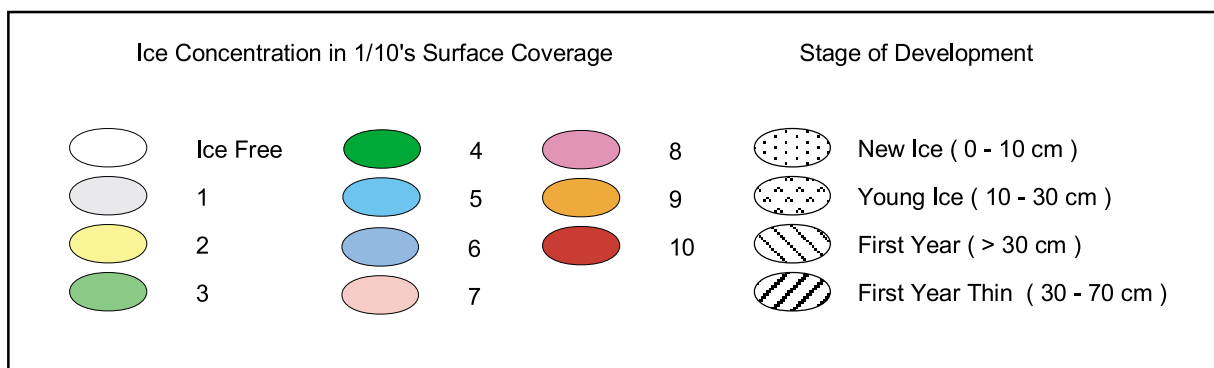 Ice Concentration in 1/10's Surface Coverage
Stage of Development
Ice Free
1
2
3
4
5
6
7
8
9
10
New Ice ( 0 - 10 cm )
Young Ice ( 10 - 30 cm )
First Year ( > 30 cm )
First Year Thin ( 30 - 70 cm )